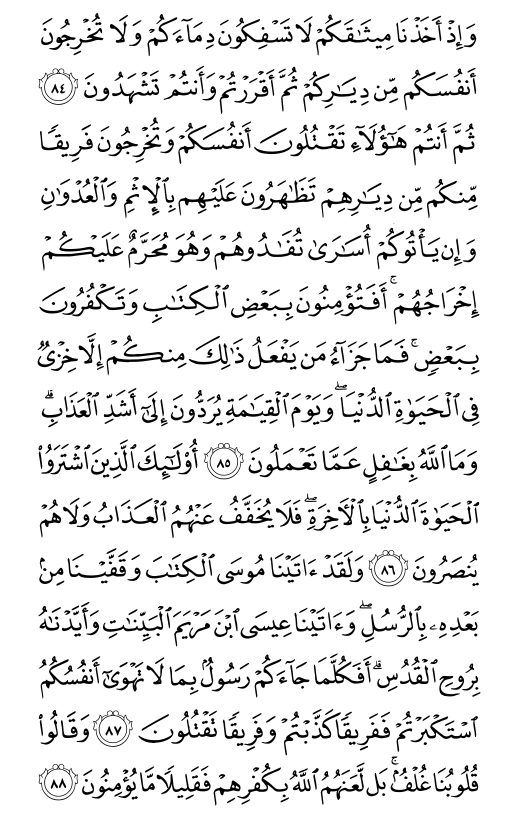 وَإِذْ أَخَذْنَا مِيثَـٰقَكُمْ لَا تَسْفِكُونَ دِمَآءَكُمْ وَلَا تُخْرِجُونَ
أَنفُسَكُم مِّن دِيَـٰرِكُمْ ثُمَّ أَقْرَرْتُمْ وَأَنتُمْ تَشْهَدُونَ ٨٤
ثُمَّ أَنتُمْ هَـٰٓؤُلَآءِ تَقْتُلُونَ أَنفُسَكُمْ وَتُخْرِجُونَ فَرِيقًا
مِّنكُم مِّن دِيَـٰرِهِمْ تَظَـٰهَرُونَ عَلَيْهِم بِٱلْإِثْمِ وَٱلْعُدْوَٰنِ
وَإِن يَأْتُوكُمْ أُسَـٰرَىٰ تُفَـٰدُوهُمْ وَهُوَ مُحَرَّمٌ عَلَيْكُمْ
إِخْرَاجُهُمْ ۚ أَفَتُؤْمِنُونَ بِبَعْضِ ٱلْكِتَـٰبِ وَتَكْفُرُونَ
بِبَعْضٍ ۚ فَمَا جَزَآءُ مَن يَفْعَلُ ذَٰلِكَ مِنكُمْ إِلَّا خِزْىٌ
فِى ٱلْحَيَوٰةِ ٱلدُّنْيَا ۖ وَيَوْمَ ٱلْقِيَـٰمَةِ يُرَدُّونَ إِلَىٰٓ أَشَدِّ ٱلْعَذَابِ ۗ
وَمَا ٱللَّهُ بِغَـٰفِلٍ عَمَّا تَعْمَلُونَ ٨٥ أُو۟لَـٰٓئِكَ ٱلَّذِينَ ٱشْتَرَوُا۟
ٱلْحَيَوٰةَ ٱلدُّنْيَا بِٱلْـَٔاخِرَةِ ۖ فَلَا يُخَفَّفُ عَنْهُمُ ٱلْعَذَابُ وَلَا هُمْ
يُنصَرُونَ ٨٦ وَلَقَدْ ءَاتَيْنَا مُوسَى ٱلْكِتَـٰبَ وَقَفَّيْنَا مِنۢ
بَعْدِهِۦ بِٱلرُّسُلِ ۖ وَءَاتَيْنَا عِيسَى ٱبْنَ مَرْيَمَ ٱلْبَيِّنَـٰتِ وَأَيَّدْنَـٰهُ
بِرُوحِ ٱلْقُدُسِ ۗ أَفَكُلَّمَا جَآءَكُمْ رَسُولٌۢ بِمَا لَا تَهْوَىٰٓ أَنفُسُكُمُ
ٱسْتَكْبَرْتُمْ فَفَرِيقًا كَذَّبْتُمْ وَفَرِيقًا تَقْتُلُونَ ٨٧ وَقَالُوا۟
قُلُوبُنَا غُلْفٌۢ ۚ بَل لَّعَنَهُمُ ٱللَّهُ بِكُفْرِهِمْ فَقَلِيلًا مَّا يُؤْمِنُونَ ٨٨